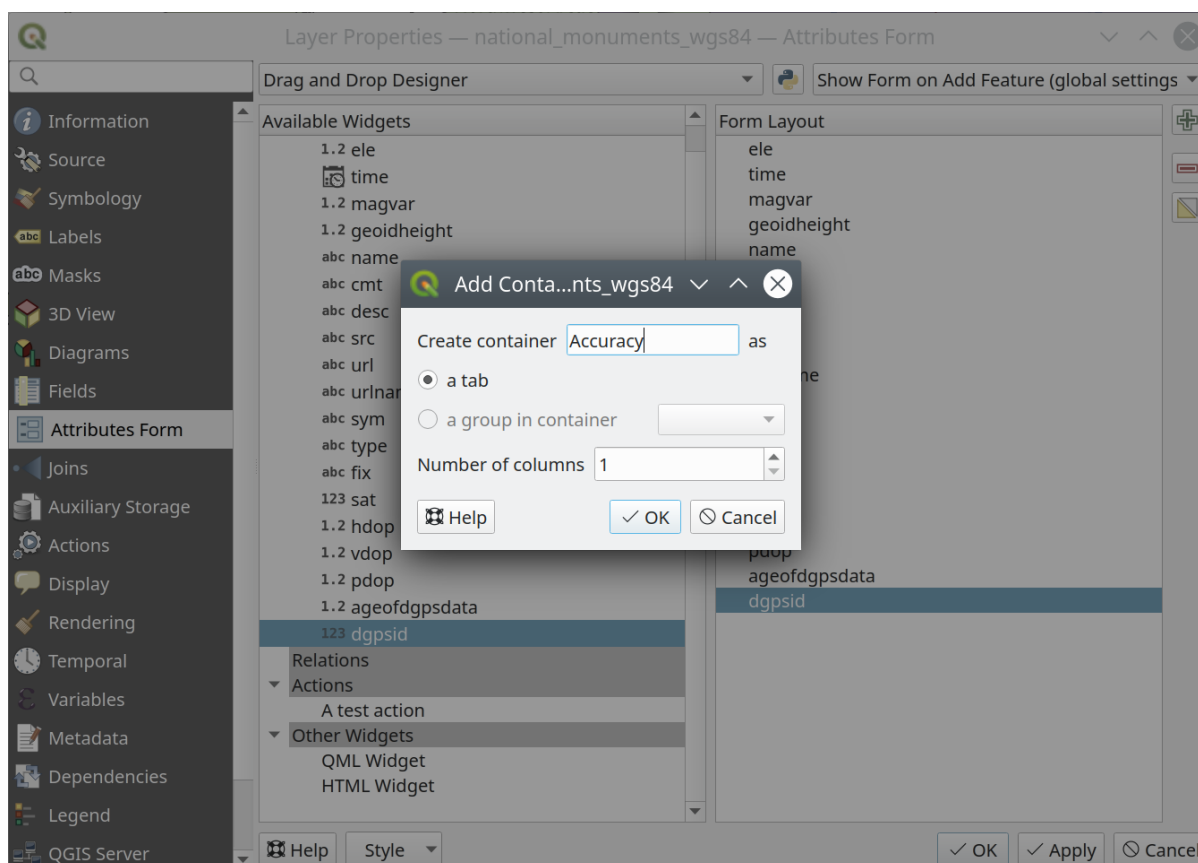 Layer Properties — national_monuments_wgs84 — Attributes Form
Drag and Drop Designer
Show Form on Add Feature (global settings
Information
Source
Symbology
abc Labels
abc Masks
3D View
Diagrams
Fields
Attributes Form
Joins
Auxiliary Storage
Actions
Display
Rendering
Temporal
Variables
Metadata
Dependencies
Legend
QGIS Server
Available Widgets
1.2 ele
time
1.2 magvar
1.2 geoidheight
abc name
abc cmt
abc desc
abc src
abc url
abc urlnar
abc sym
abc type
abc fix
123 sat
1.2 hdop
1.2 vdop
1.2 pdop
1.2 ageofdgpsdata
123 dgpsid
Relations
Actions
A test action
Other Widgets
QML Widget
HTML Widget
Form Layout
ele
time
magvar
geoidheight
name
me
pdop
ageofdgpsdata
dgpsid
Add Conta...nts_wgs84
Create container Accuracy as
a tab
a group in container
Number of columns 1
Help
OK
Cancel
Help
Style
OK
Apply
Cance